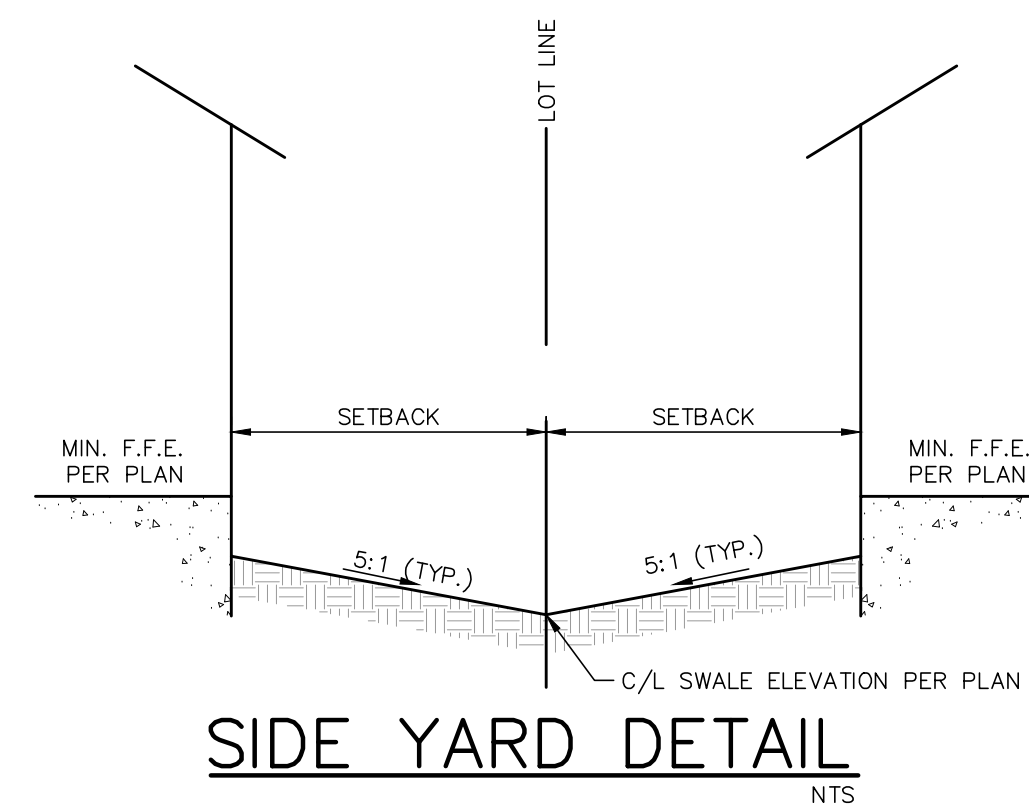 LOT LINE
SETBACK
SETBACK
MIN. F.F.E.
PER PLAN
MIN. F.F.E.
PER PLAN
5:1 (TYP.)
5:1 (TYP.)
C/L SWALE ELEVATION PER PLAN
SIDE YARD DETAIL
NTS